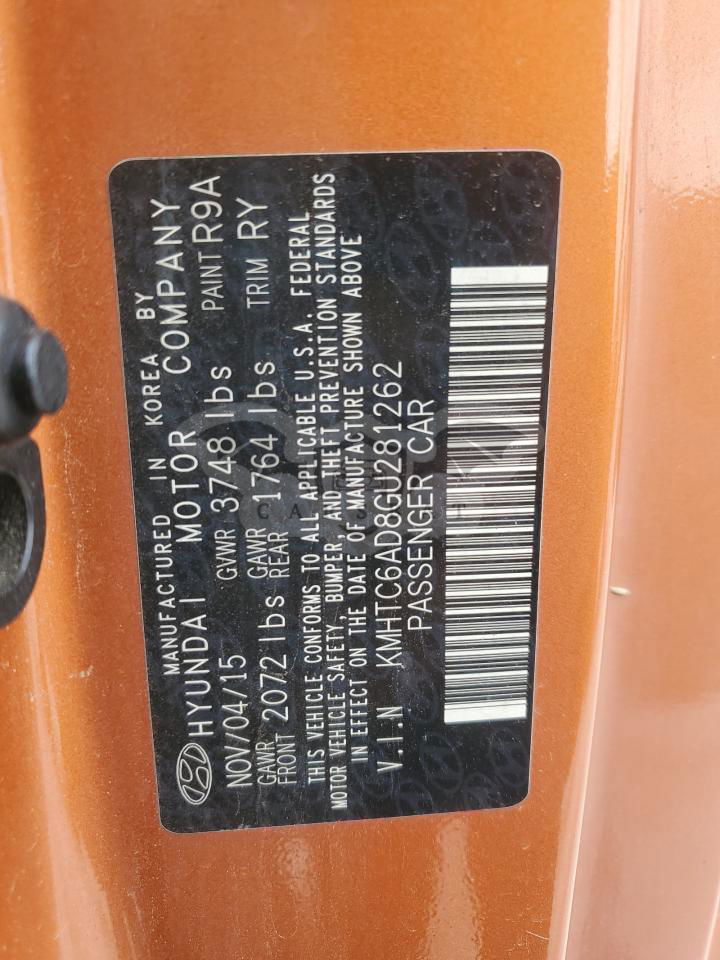 MANUFACTURED IN KOREA BY
HYUNDAI MOTOR COMPANY
NOV/04/15 GVWR 3748 lbs PAINT R9A
GAWR FRONT 2072 lbs GAWR REAR 1764 lbs TRIM RY
THIS VEHICLE CONFORMS TO ALL APPLICABLE U.S.A. FEDERAL
MOTOR VEHICLE SAFETY, BUMPER, AND THEFT PREVENTION STANDARDS
IN EFFECT ON THE DATE OF MANUFACTURE SHOWN ABOVE
V.I.N KMHTC6AD8GU281262
PASSENGER CAR